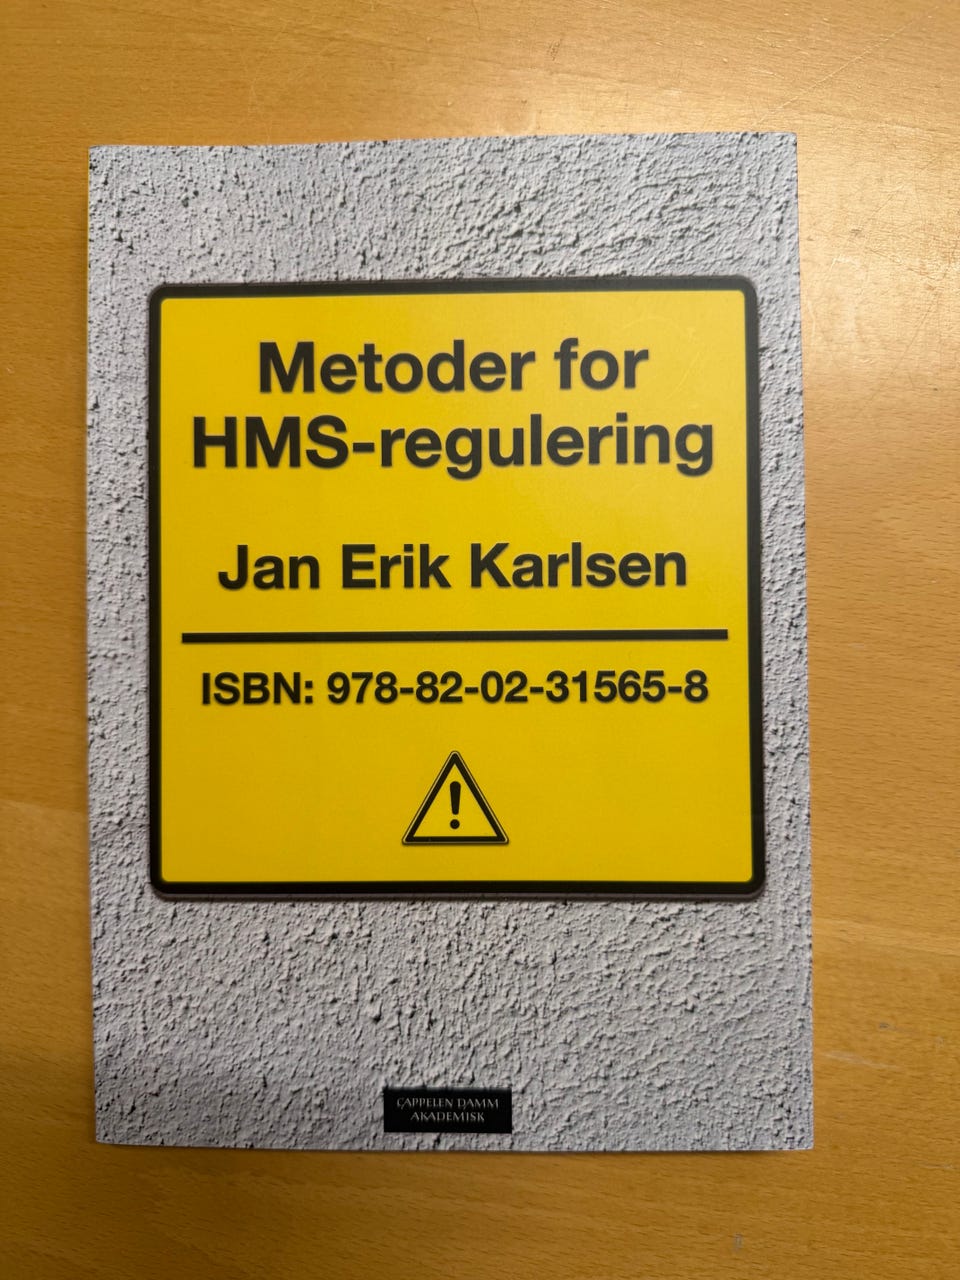 Metoder for
HMS-regulering
Jan Erik Karlsen
ISBN: 978-82-02-31565-8
CAPPELEN DAMM
AKADEMISK